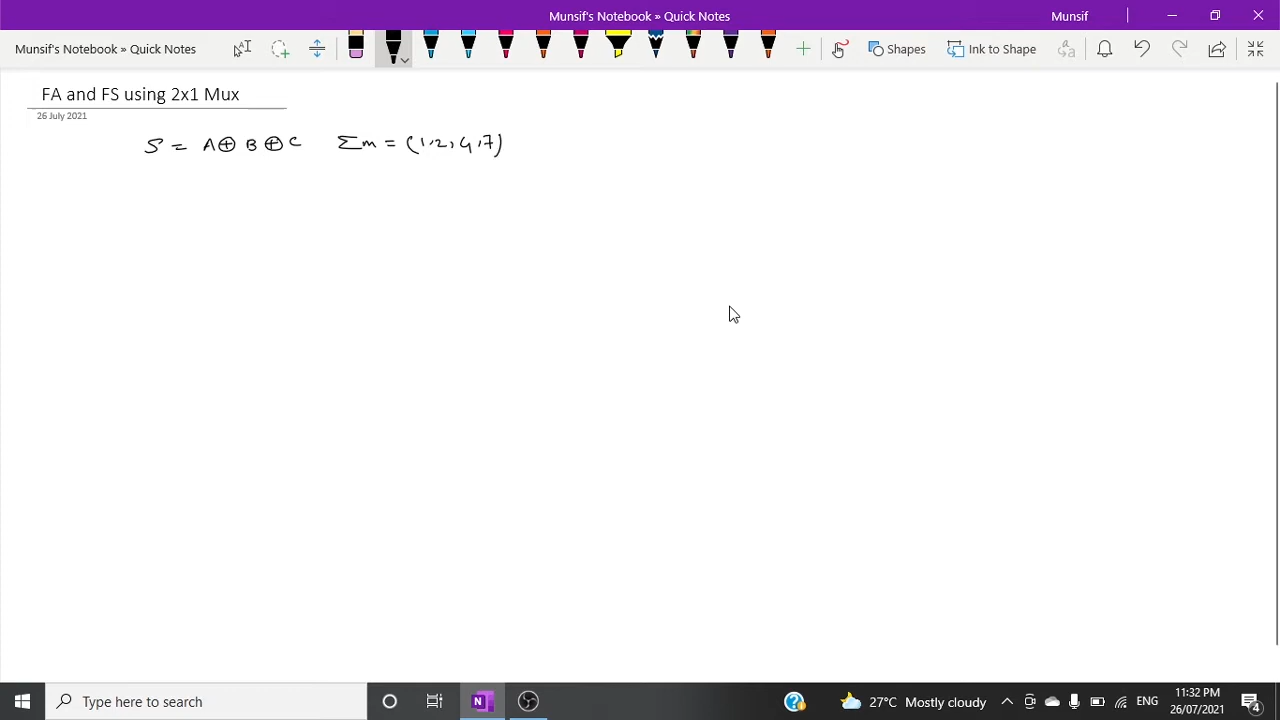 Munsif's Notebook » Quick Notes
Munsif
Munsif's Notebook » Quick Notes
Shapes
Ink to Shape
FA and FS using 2x1 Mux
26 July 2021
S = A⊕B⊕C Σm = (1,2,4,7)
Type here to search
27°C Mostly cloudy
ENG
11:32 PM
26/07/2021
4